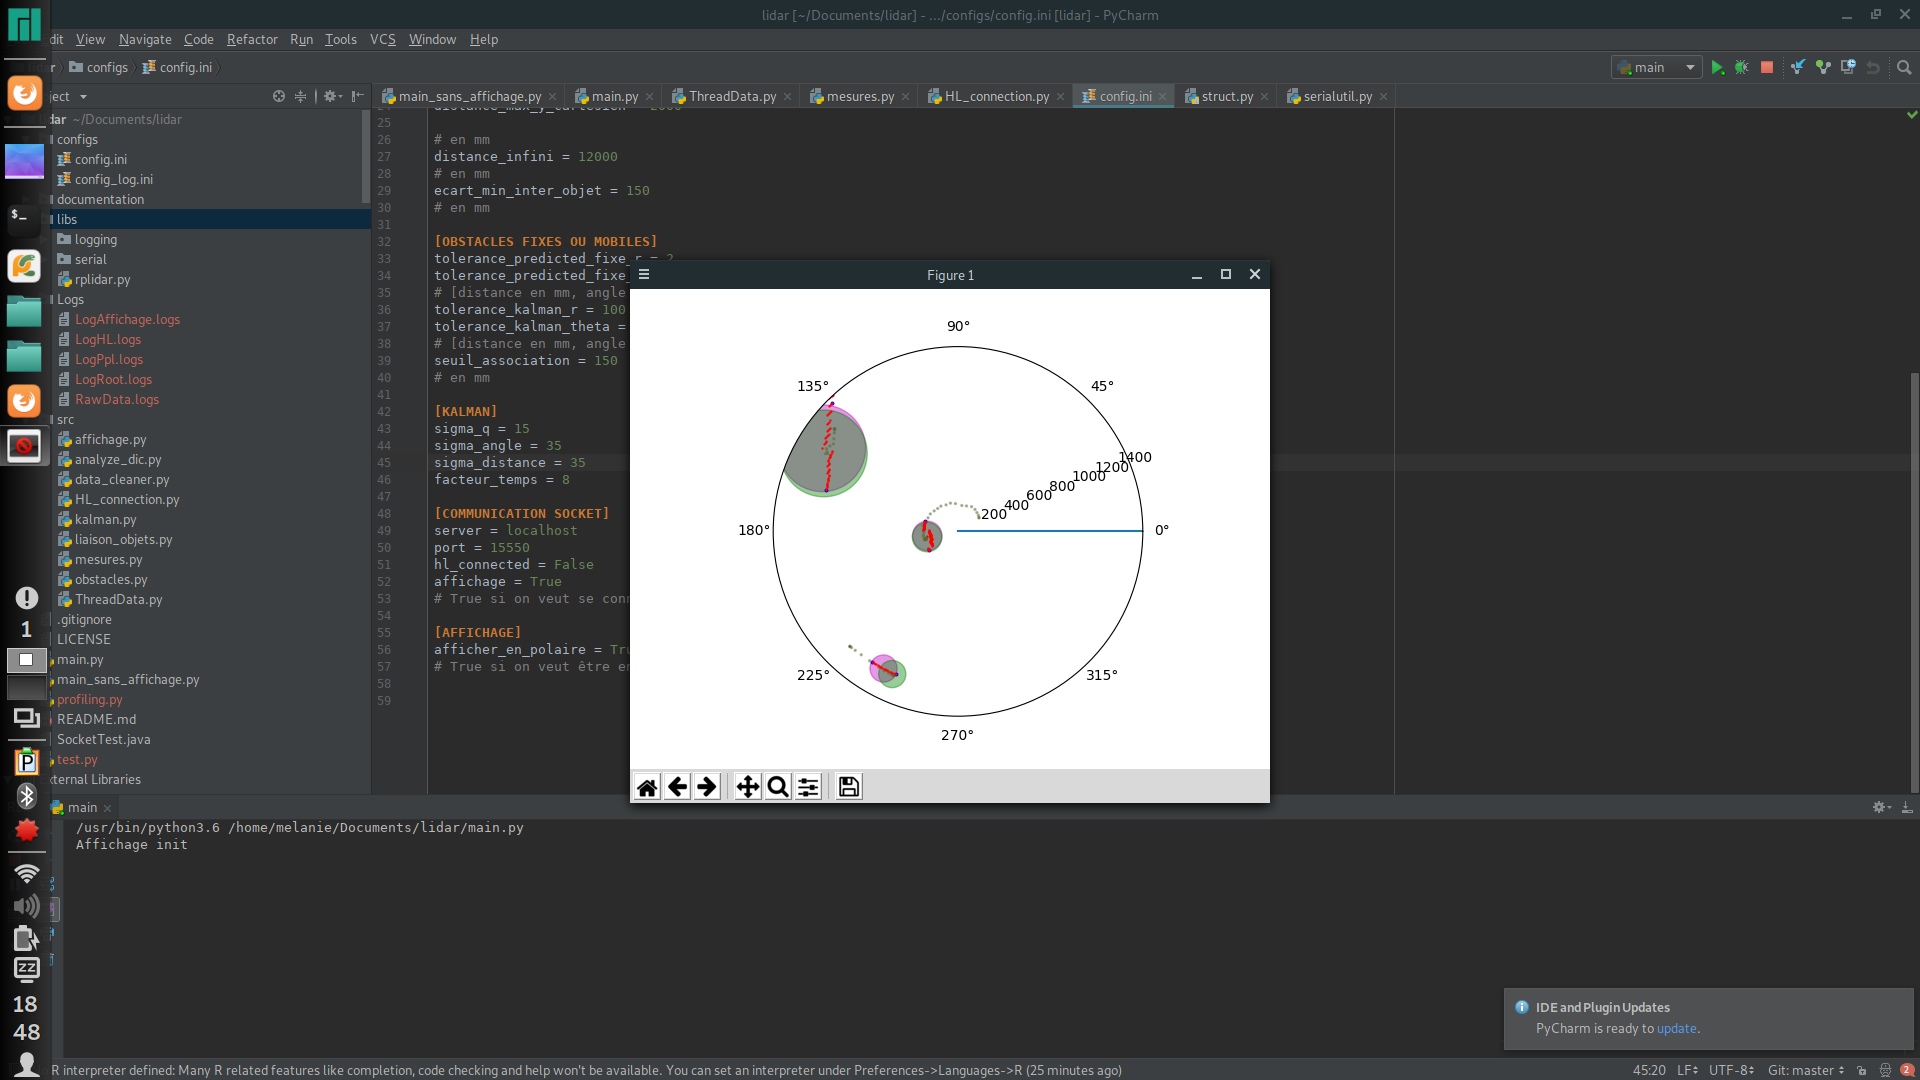 lidar [~/Documents/lidar] - .../configs/config.ini [lidar] - PyCharm
dit View Navigate Code Refactor Run Tools VCS Window Help
configs config.ini
main
ject
main_sans_affichage.py main.py ThreadData.py mesures.py HL_connection.py config.ini struct.py serialutil.py
dar ~/Documents/lidar
configs
config.ini
config_log.ini
documentation
libs
logging
serial
rplidar.py
Logs
LogAffichage.logs
LogHL.logs
LogPpl.logs
LogRoot.logs
RawData.logs
src
affichage.py
analyze_dic.py
data_cleaner.py
HL_connection.py
kalman.py
liaison_objets.py
mesures.py
obstacles.py
ThreadData.py
.gitignore
LICENSE
main.py
main_sans_affichage.py
profiling.py
README.md
SocketTest.java
test.py
xternal Libraries
25
26 # en mm
27 distance_infini = 12000
28 # en mm
29 ecart_min_inter_objet = 150
30 # en mm
31
32 [OBSTACLES FIXES OU MOBILES]
33 tolerance_predicted_fixe_r = 2
34 tolerance_predicted_fixe_
35 # [distance en mm, angle
36 tolerance_kalman_r = 100
37 tolerance_kalman_theta =
38 # [distance en mm, angle
39 seuil_association = 150
40 # en mm
41
42 [KALMAN]
43 sigma_q = 15
44 sigma_angle = 35
45 sigma_distance = 35
46 facteur_temps = 8
47
48 [COMMUNICATION SOCKET]
49 server = localhost
50 port = 15550
51 hl_connected = False
52 affichage = True
53 # True si on veut se con
54
55 [AFFICHAGE]
56 afficher_en_polaire = Tr
57 # True si on veut être e
58
59
Figure 1
90°
135° 45°
1400
1200
1000
800
600
400
200
180° 0°
225° 315°
270°
main
/usr/bin/python3.6 /home/melanie/Documents/lidar/main.py
Affichage init
1
18
48
IDE and Plugin Updates
PyCharm is ready to update.
R interpreter defined: Many R related features like completion, code checking and help won't be available. You can set an interpreter under Preferences->Languages->R (25 minutes ago)
45:20 LF UTF-8 Git: master 2